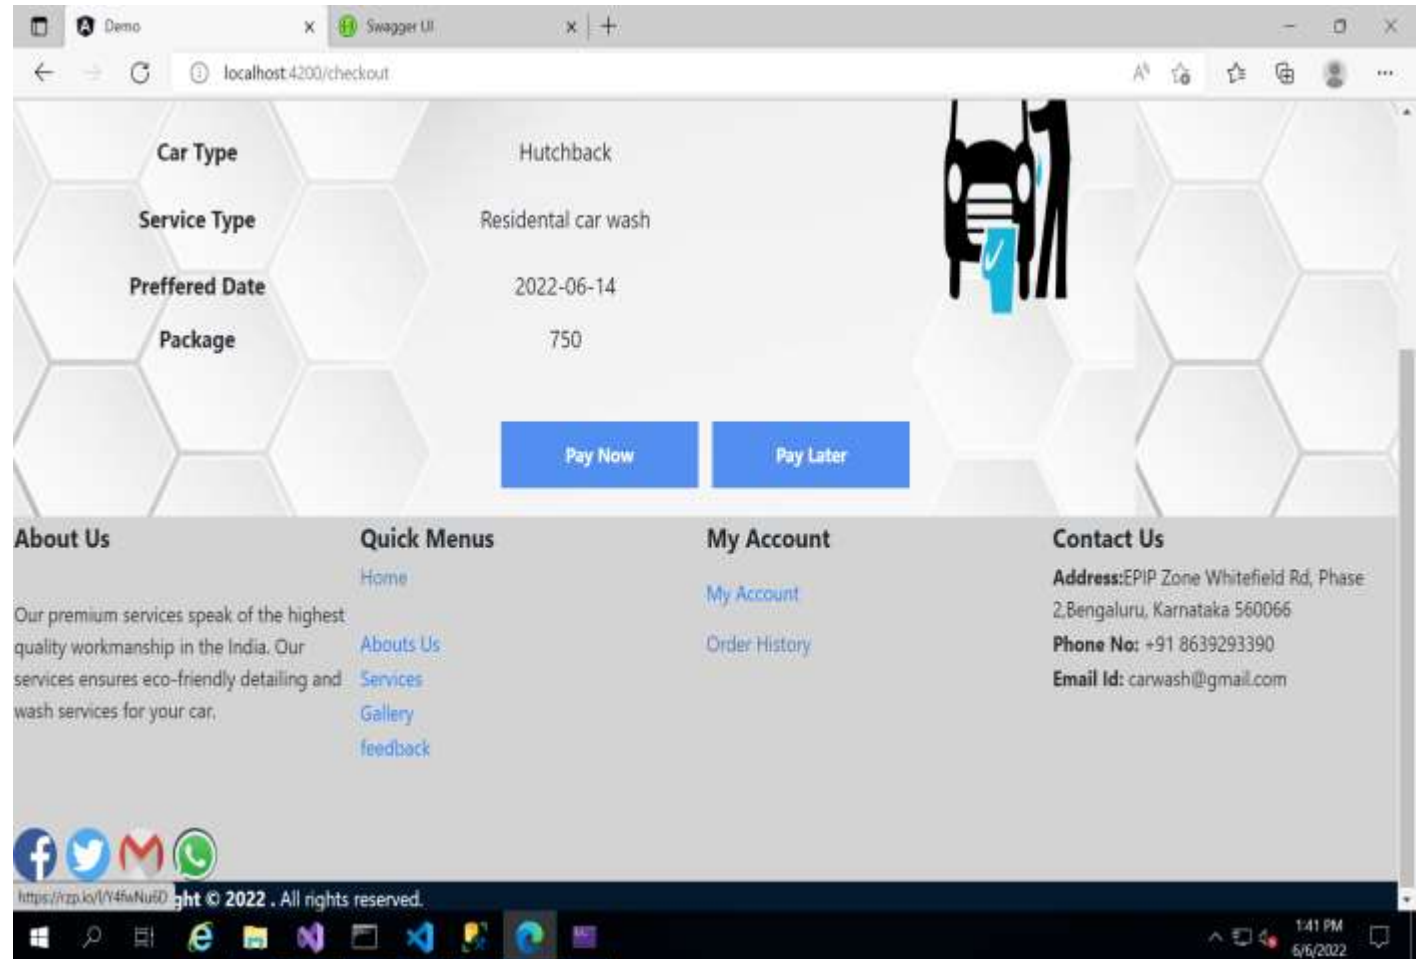 Demo
Swagger UI
localhost:4200/checkout
Car Type Hutchback
Service Type Residental car wash
Preffered Date 2022-06-14
Package 750
Pay Now Pay Later
About Us
Our premium services speak of the highest
quality workmanship in the India. Our
services ensures eco-friendly detailing and
wash services for your car.
Quick Menus
Home
Abouts Us
Services
Gallery
feedback
My Account
My Account
Order History
Contact Us
Address:EPIP Zone Whitefield Rd, Phase
2,Bengaluru, Karnataka 560066
Phone No: +91 8639293390
Email Id: carwash@gmail.com
ght © 2022 . All rights reserved.
1:41 PM
6/6/2022